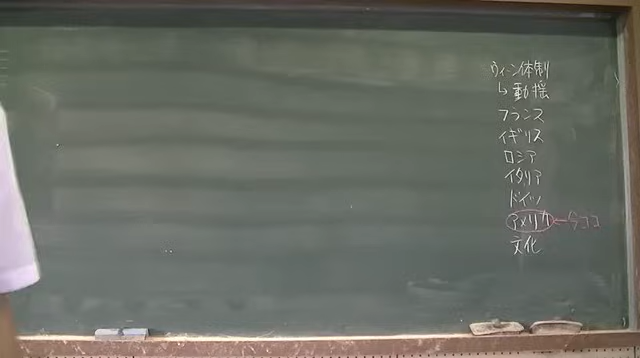 ウィーン体制
↳動揺
フランス
イギリス
ロシア
イタリア
ドイツ
アメリカ ←今ココ
文化